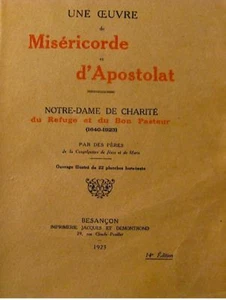 UNE ŒUVRE
de
Miséricorde
et
d'Apostolat
NOTRE-DAME DE CHARITÉ
du Refuge et du Bon Pasteur
PAR DES PÈRES
de la Congrégation de Jésus et de Marie
Ouvrage illustré de 32 planches hors-texte
BESANÇON
IMPRIMERIE JACQUES ET DEMONTROND
1923
14e Édition